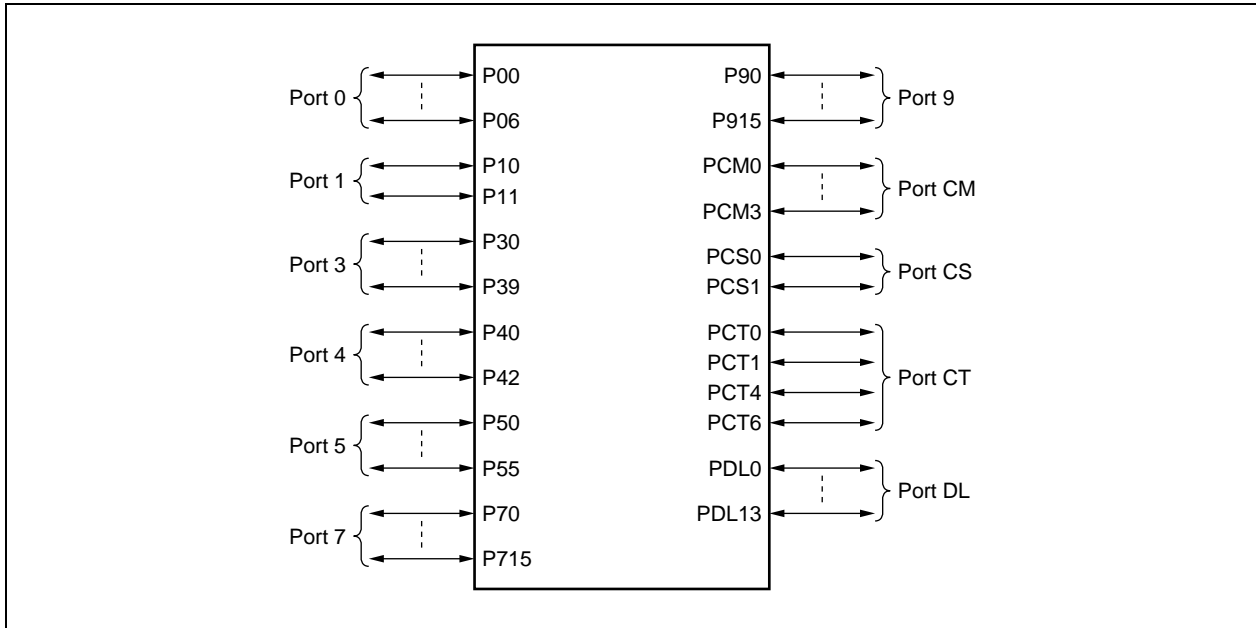 Port 0
P00
P06
Port 1
P10
P11
Port 3
P30
P39
Port 4
P40
P42
Port 5
P50
P55
Port 7
P70
P715
P90
P915
Port 9
PCM0
PCM3
Port CM
PCS0
PCS1
Port CS
PCT0
PCT1
PCT4
PCT6
Port CT
PDL0
PDL13
Port DL